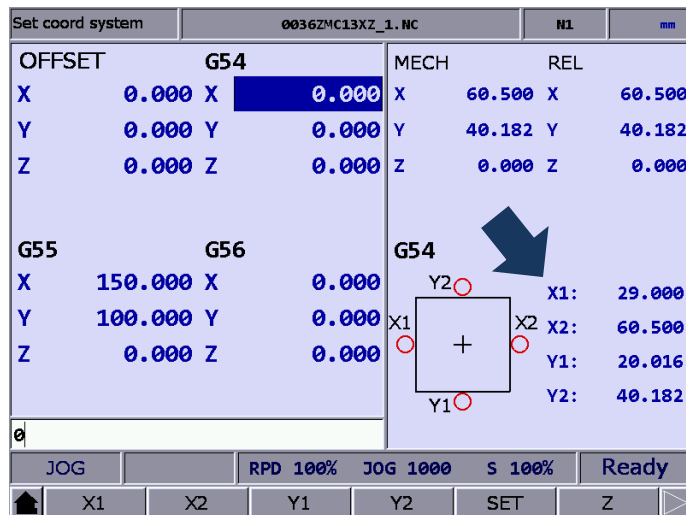 Set coord system 0036ZMC13XZ_1.NC N1 mm
OFFSET G54
X 0.000 X 0.000
Y 0.000 Y 0.000
Z 0.000 Z 0.000
G55 G56
X 150.000 X 0.000
Y 100.000 Y 0.000
Z 0.000 Z 0.000
0
MECH REL
X 60.500 X 60.500
Y 40.182 Y 40.182
Z 0.000 Z 0.000
G54
Y2
X1 X2
Y1
X1: 29.000
X2: 60.500
Y1: 20.016
Y2: 40.182
JOG RPD 100% JOG 1000 S 100% Ready
X1 X2 Y1 Y2 SET Z